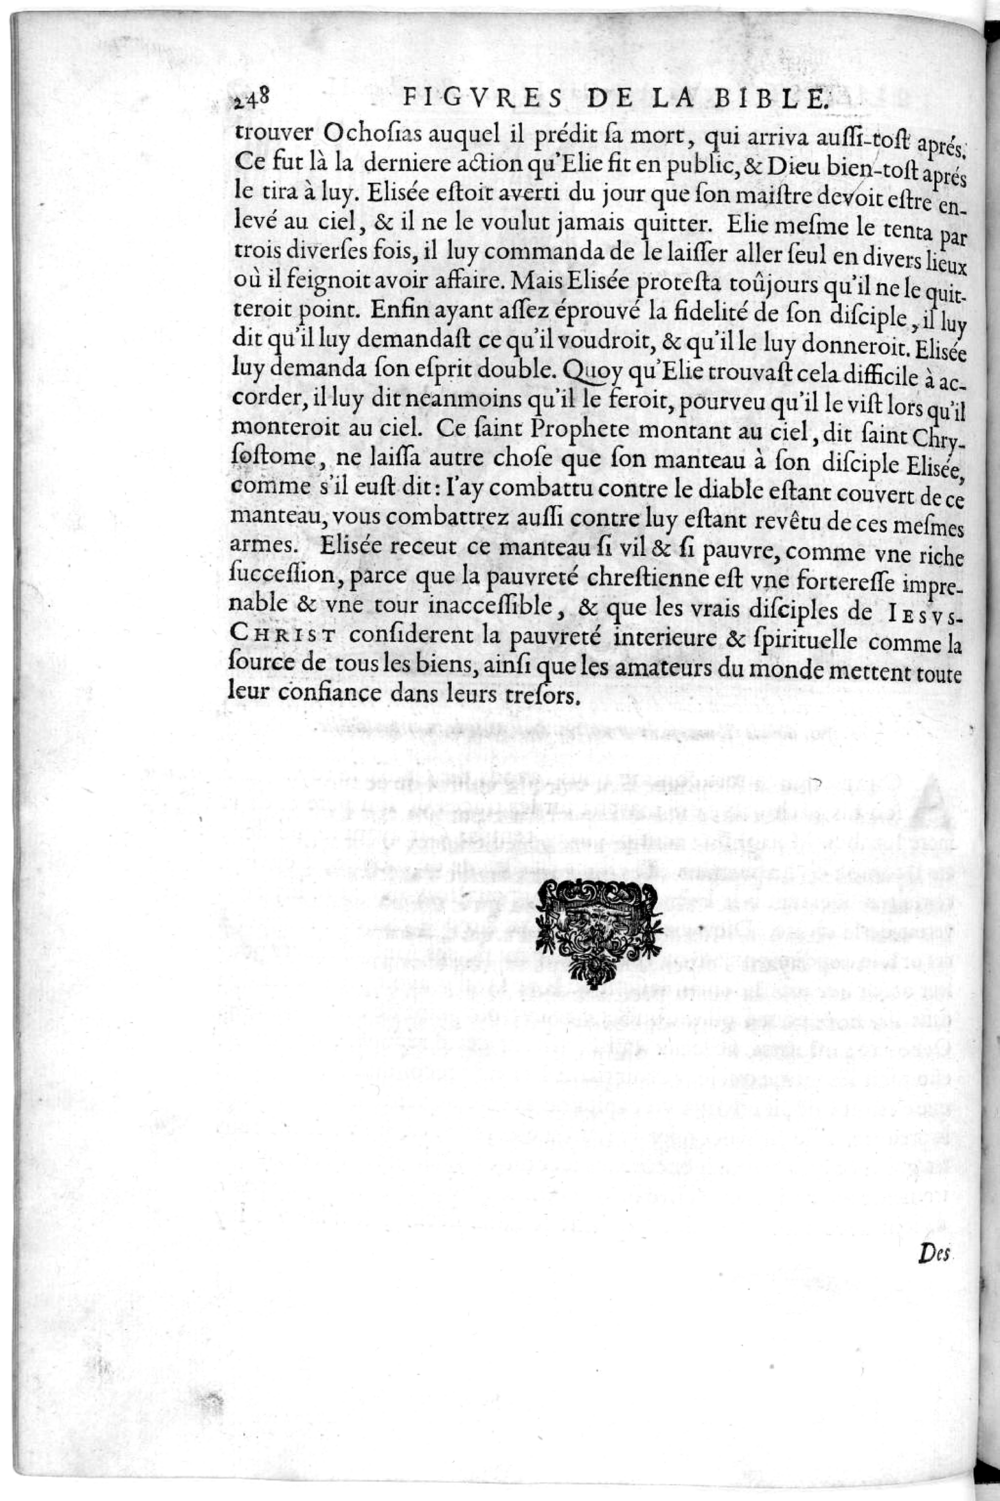 248 FIGVRES DE LA BIBLE.
trouver Ochoſias auquel il prédit ſa mort, qui arriva auſſi-toſt aprés.
Ce fut là la derniere action qu'Elie fit en public, & Dieu bien-toſt aprés
le tira à luy. Elisée eſtoit averti du jour que ſon maiſtre devoit eſtre en-
levé au ciel, & il ne le voulut jamais quitter. Elie meſme le tenta par
trois diverſes fois, il luy commanda de le laiſſer aller ſeul en divers lieux
où il feignoit avoir affaire. Mais Elisée proteſta toûjours qu'il ne le quit-
teroit point. Enfin ayant aſſez éprouvé la fidelité de ſon diſciple, il luy
dit qu'il luy demandaſt ce qu'il voudroit, & qu'il le luy donneroit. Elisée
luy demanda ſon eſprit double. Quoy qu'Elie trouvaſt cela difficile à ac-
corder, il luy dit neanmoins qu'il le feroit, pourveu qu'il le viſt lors qu'il
monteroit au ciel. Ce ſaint Prophete montant au ciel, dit ſaint Chry-
ſoſtome, ne laiſſa autre choſe que ſon manteau à ſon diſciple Elisée,
comme s'il euſt dit: I'ay combattu contre le diable eſtant couvert de ce
manteau, vous combattrez auſſi contre luy eſtant revêtu de ces meſmes
armes. Elisée receut ce manteau ſi vil & ſi pauvre, comme vne riche
ſucceſſion, parce que la pauvreté chreſtienne eſt vne fortereſſe impre-
nable & vne tour inacceſſible, & que les vrais diſciples de IESVS-
CHRIST conſiderent la pauvreté interieure & ſpirituelle comme la
ſource de tous les biens, ainſi que les amateurs du monde mettent toute
leur confiance dans leurs treſors.
Des